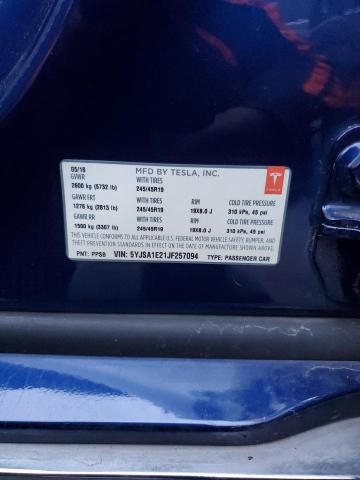 MFD BY TESLA, INC.
05/18
GVWR WITH TIRES
2600 kg (5732 lb) 245/45R19
GAWR FRT WITH TIRES RIM COLD TIRE PRESSURE
1276 kg (2813 lb) 245/45R19 19X8.0 J 310 kPa, 45 psi
GAWR RR WITH TIRES RIM COLD TIRE PRESSURE
1500 kg (3307 lb) 245/45R19 19X8.0 J 310 kPa, 45 psi
THIS VEHICLE CONFORMS TO ALL APPLICABLE U.S. FEDERAL MOTOR VEHICLE SAFETY, BUMPER, AND
THEFT PREVENTION STANDARDS IN EFFECT ON THE DATE OF MANUFACTURE SHOWN ABOVE.
PNT: PPSB VIN: 5YJSA1E21JF257094 TYPE: PASSENGER CAR
TESLA